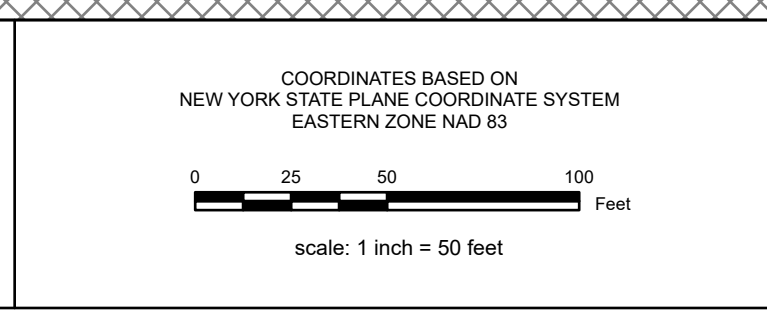 COORDINATES BASED ON
NEW YORK STATE PLANE COORDINATE SYSTEM
EASTERN ZONE NAD 83
0 25 50 100
Feet
scale: 1 inch = 50 feet